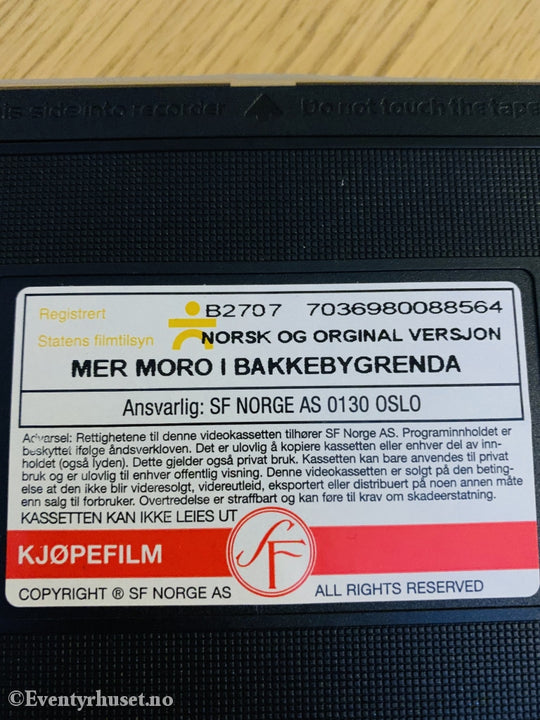 is side into recorder Do not touch the tape
Registrert B2707 7036980088564
Statens filmtilsyn NORSK OG ORGINAL VERSJON
MER MORO I BAKKEBYGRENDA
Ansvarlig: SF NORGE AS 0130 OSLO
Advarsel: Rettighetene til denne videokassetten tilhører SF Norge AS. Programinnholdet er
beskyttet ifølge åndsverkloven. Det er ulovlig å kopiere kassetten eller enhver del av inn-
holdet (også lyden). Dette gjelder også privat bruk. Kassetten kan bare anvendes til privat
bruk og er ulovlig til enhver offentlig visning. Denne videokassetten er solgt på den beting-
else at den ikke blir videresolgt, videreutleid, eksportert eller distribuert på noen annen måte
enn salg til forbruker. Overtredelse er straffbart og kan føre til krav om skadeerstatning.
KASSETTEN KAN IKKE LEIES UT
KJØPEFILM
SF
COPYRIGHT ® SF NORGE AS ALL RIGHTS RESERVED
©Eventyrhuset.no